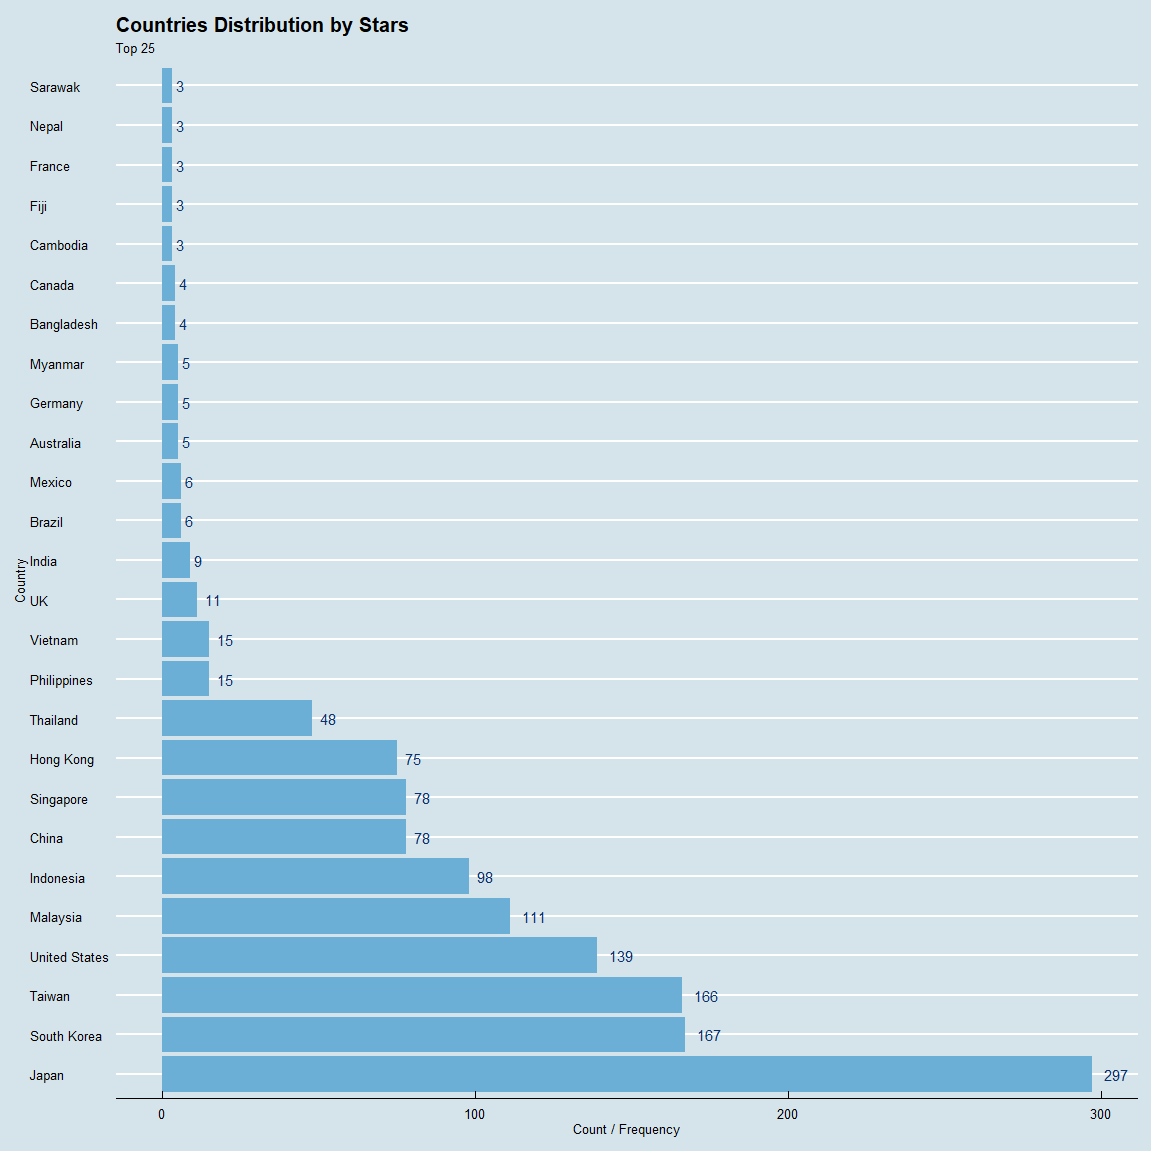 Countries Distribution by Stars
Top 25
Sarawak 3
Nepal 3
France 3
Fiji 3
Cambodia 3
Canada 4
Bangladesh 4
Myanmar 5
Germany 5
Australia 5
Mexico 6
Brazil 6
India 9
Country
UK 11
Vietnam 15
Philippines 15
Thailand 48
Hong Kong 75
Singapore 78
China 78
Indonesia 98
Malaysia 111
United States 139
Taiwan 166
South Korea 167
Japan 297
0 100 200 300
Count / Frequency